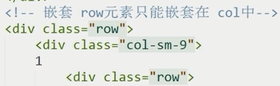 <!-- 嵌套 row元素只能嵌套在 col中-->
<div class="row">
<div class="col-sm-9">
1
<div class="row">